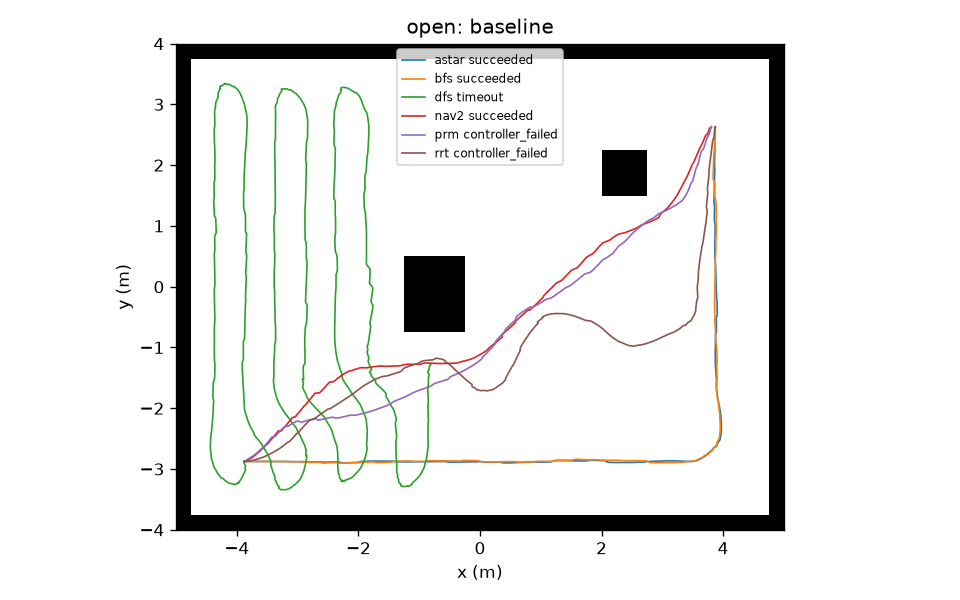 open: baseline
astar succeeded
bfs succeeded
dfs timeout
nav2 succeeded
prm controller_failed
rrt controller_failed
4
3
2
1
0
−1
−2
−3
−4
y (m)
−4 −2 0 2 4
x (m)